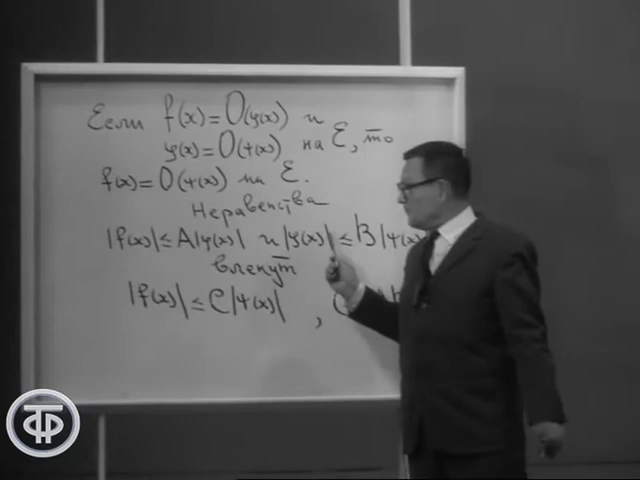 Если f(x)=O(φ(x)) и
φ(x)=O(ψ(x)) на E, то
f(x)=O(ψ(x)) на E.
Неравенства
|f(x)|≤A|φ(x)| и |φ(x)|≤B|ψ(x)
влекут
|f(x)|≤C|ψ(x)| ,